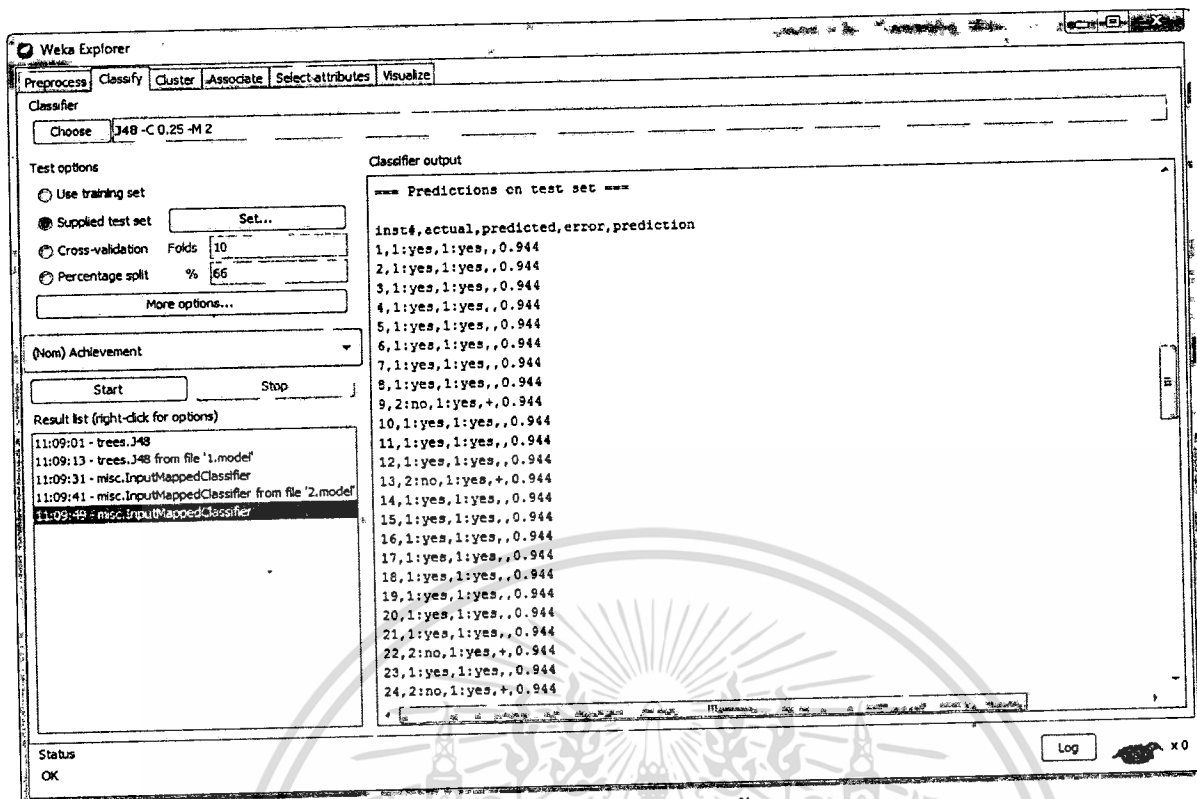 Weka Explorer
Preprocess Classify Cluster Associate Select attributes Visualize
Classifier
Choose J48 -C 0.25 -M 2
Test options
Use training set
Supplied test set Set...
Cross-validation Folds 10
Percentage split % 66
More options...
(Nom) Achievement
Start Stop
Result list (right-click for options)
11:09:01 - trees.J48
11:09:13 - trees.J48 from file '1.model'
11:09:31 - misc.InputMappedClassifier
11:09:41 - misc.InputMappedClassifier from file '2.model'
11:09:49 - misc.InputMappedClassifier
Classifier output
=== Predictions on test set ===
inst#,actual,predicted,error,prediction
1,1:yes,1:yes,,0.944
2,1:yes,1:yes,,0.944
3,1:yes,1:yes,,0.944
4,1:yes,1:yes,,0.944
5,1:yes,1:yes,,0.944
6,1:yes,1:yes,,0.944
7,1:yes,1:yes,,0.944
8,1:yes,1:yes,,0.944
9,2:no,1:yes,+,0.944
10,1:yes,1:yes,,0.944
11,1:yes,1:yes,,0.944
12,1:yes,1:yes,,0.944
13,2:no,1:yes,+,0.944
14,1:yes,1:yes,,0.944
15,1:yes,1:yes,,0.944
16,1:yes,1:yes,,0.944
17,1:yes,1:yes,,0.944
18,1:yes,1:yes,,0.944
19,1:yes,1:yes,,0.944
20,1:yes,1:yes,,0.944
21,1:yes,1:yes,,0.944
22,2:no,1:yes,+,0.944
23,1:yes,1:yes,,0.944
24,2:no,1:yes,+,0.944
Status
OK
Log x 0